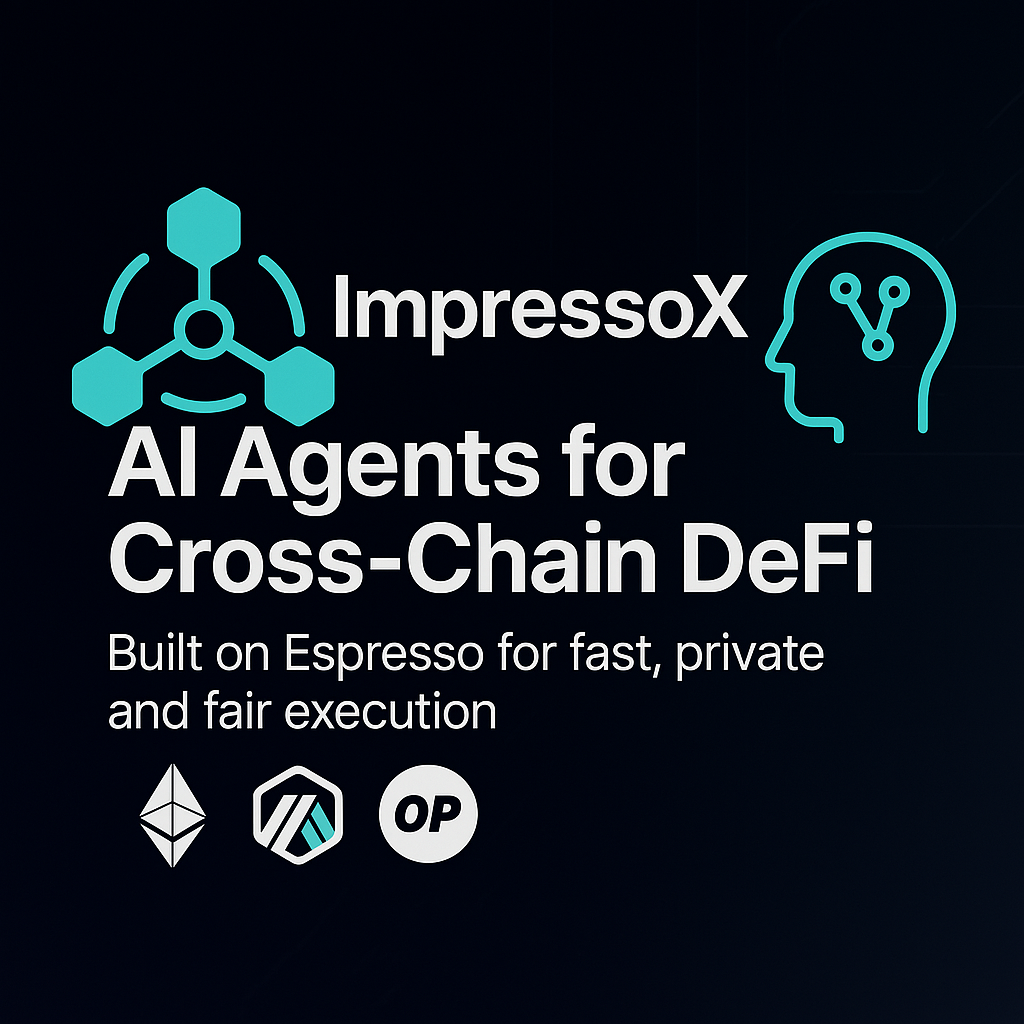 ImpressoX
AI Agents for
Cross-Chain DeFi
Built on Espresso for fast, private
and fair execution
OP